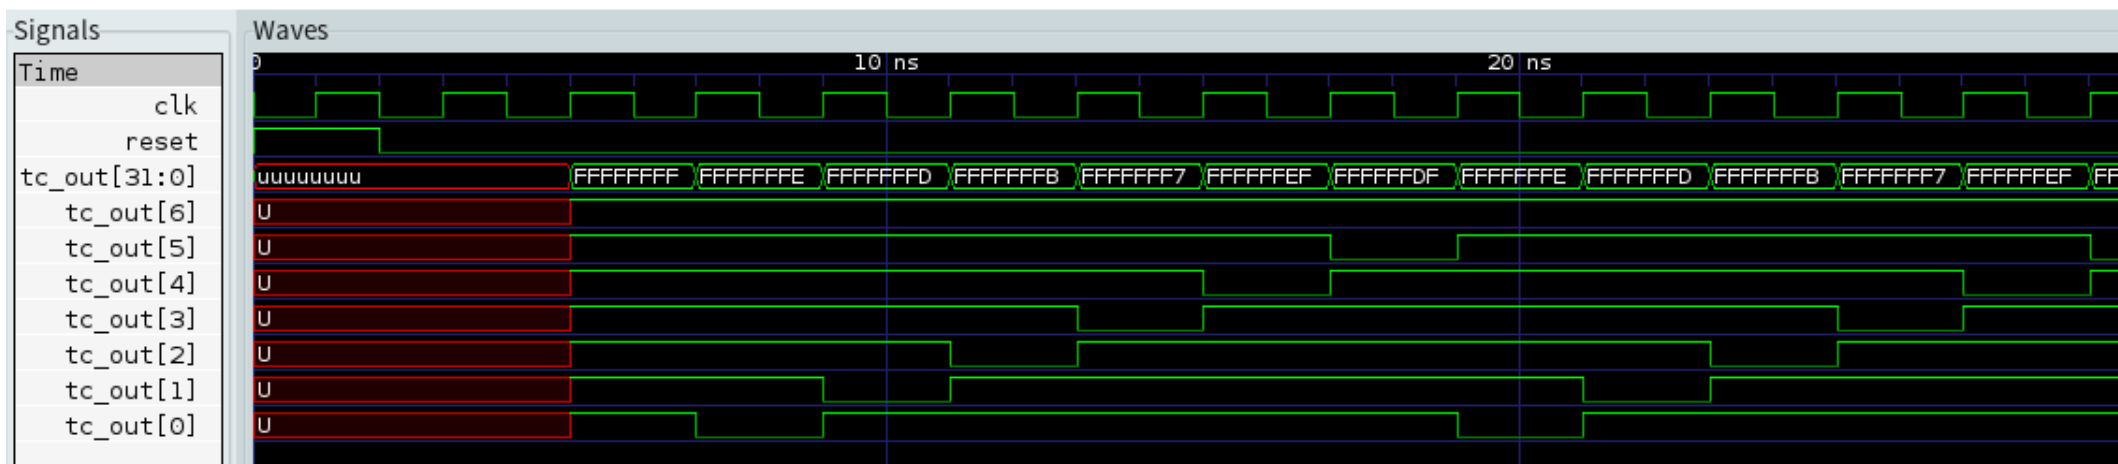 Signals Waves
Time 0 10 ns 20 ns
clk
reset
tc_out[31:0] uuuuuuuu FFFFFFFF FFFFFFFE FFFFFFFD FFFFFFFB FFFFFFF7 FFFFFFEF FFFFFFDF FFFFFFFE FFFFFFFD FFFFFFFB FFFFFFF7 FFFFFFEF FF
tc_out[6] U
tc_out[5] U
tc_out[4] U
tc_out[3] U
tc_out[2] U
tc_out[1] U
tc_out[0] U